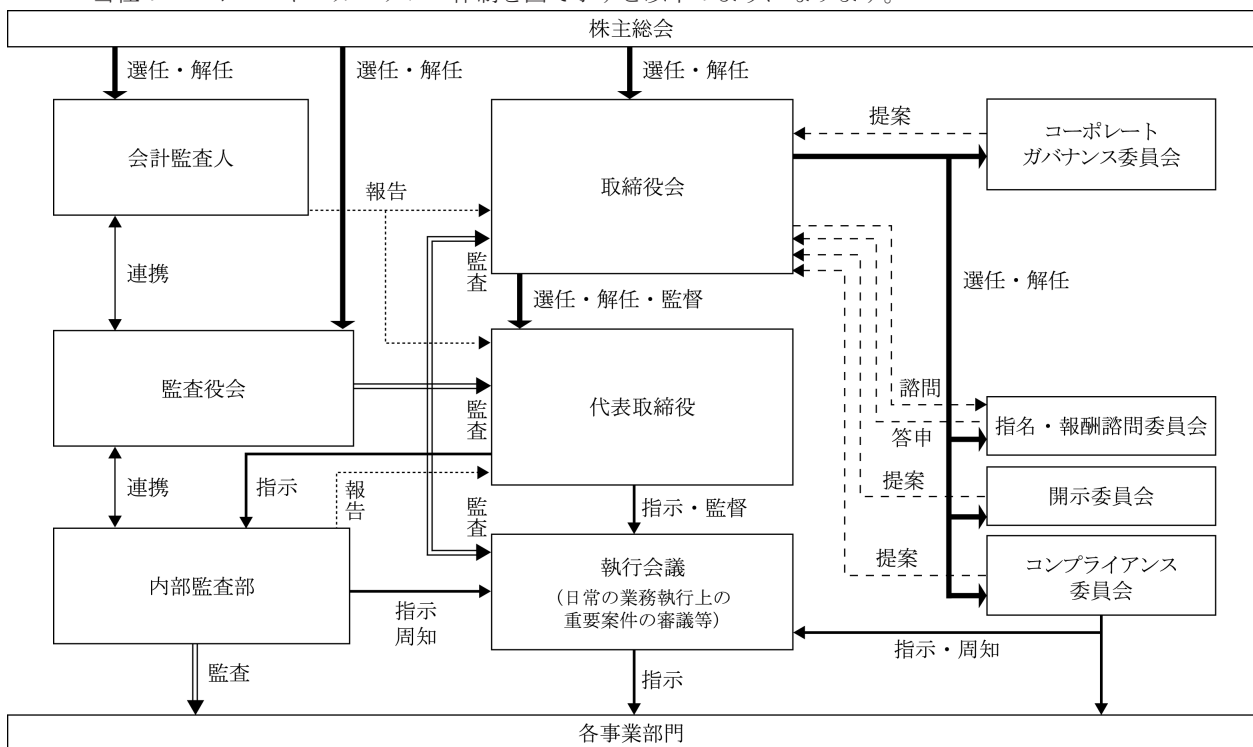 株主総会
選任・解任
選任・解任
選任・解任
会計監査人
取締役会
提案
コーポレート
ガバナンス委員会
報告
連携
監査
選任・解任・監督
選任・解任
監査役会
監査
代表取締役
諮問
指名・報酬諮問委員会
答申
連携
指示
報告
監査
指示・監督
提案
開示委員会
内部監査部
執行会議
(日常の業務執行上の
重要案件の審議等)
提案
コンプライアンス
委員会
指示
周知
指示・周知
監査
指示
各事業部門